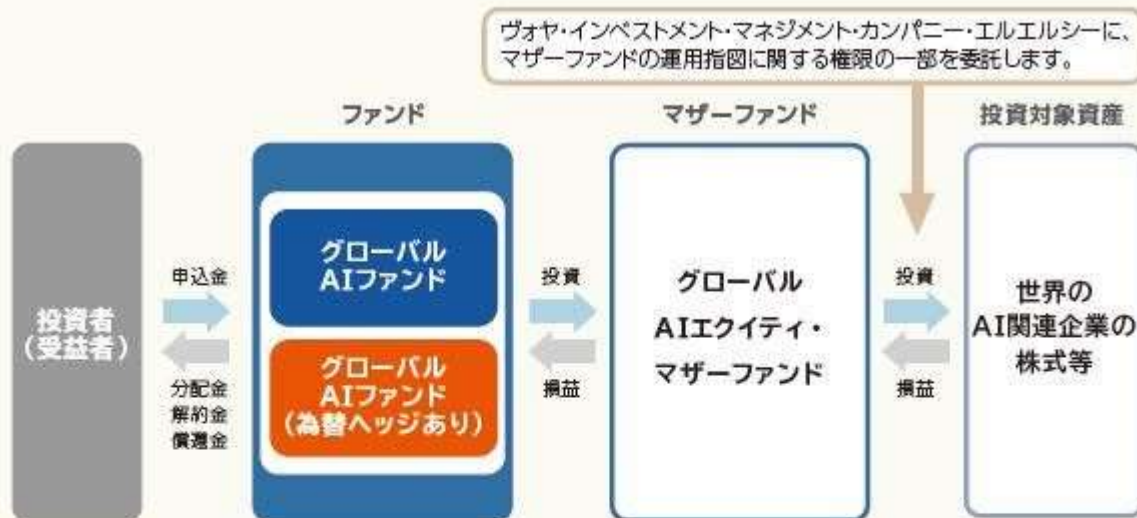 ヴォヤ・インベストメント・マネジメント・カンパニー・エルエルシーに、
マザーファンドの運用指図に関する権限の一部を委託します。
ファンド
マザーファンド
投資対象資産
投資者
(受益者)
申込金
分配金
解約金
償還金
グローバル
AIファンド
グローバル
AIファンド
(為替ヘッジあり)
投資
損益
グローバル
AIエクイティ・
マザーファンド
投資
損益
世界の
AI関連企業の
株式等